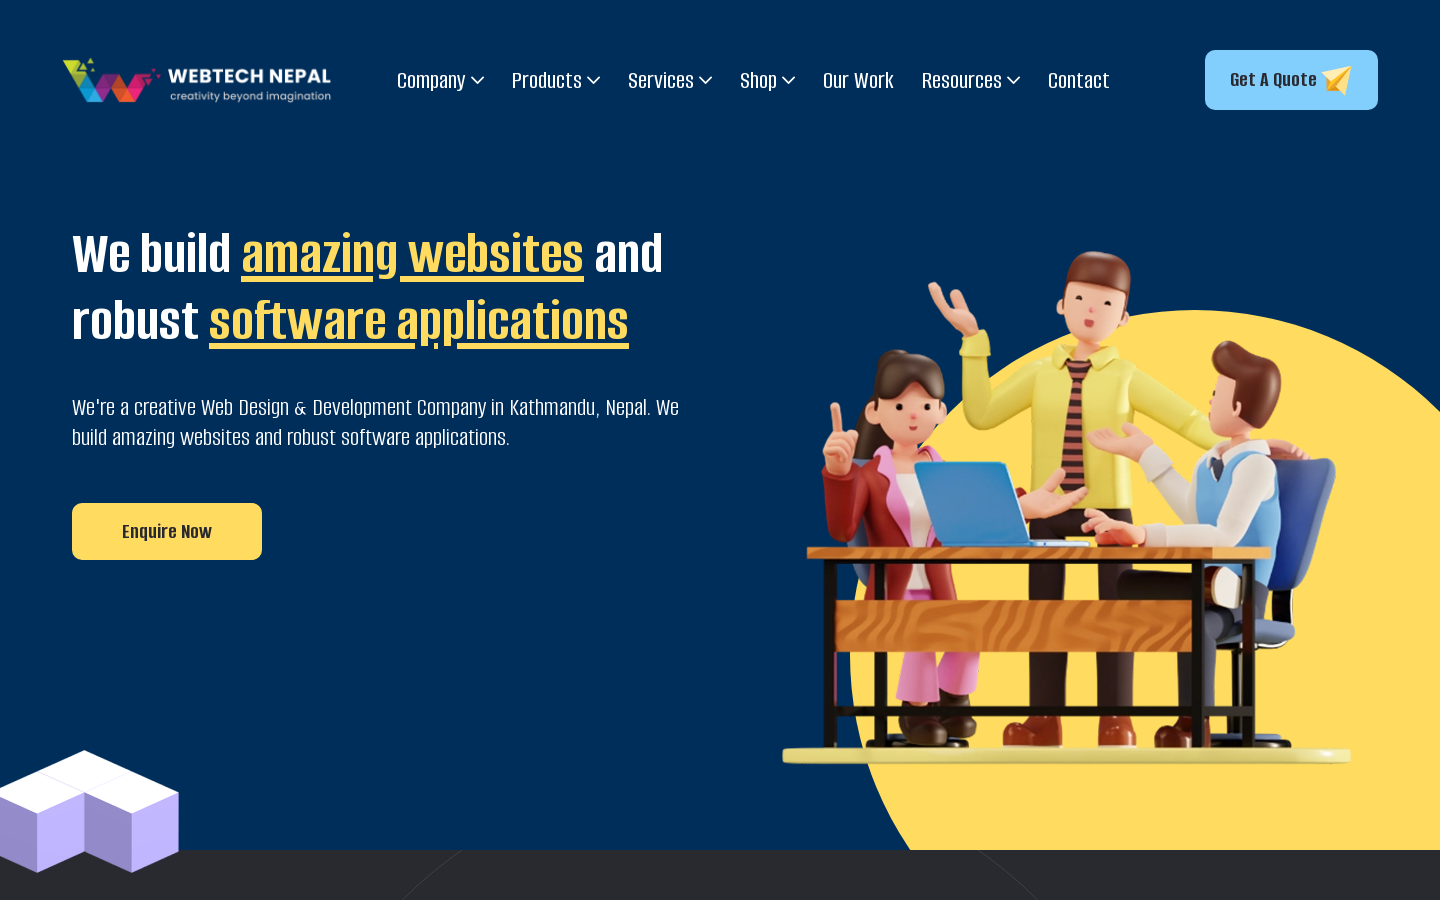 WEBTECH NEPAL
creativity beyond imagination
Company
Products
Services
Shop
Our Work
Resources
Contact
Get A Quote
We build amazing websites and
robust software applications
We're a creative Web Design & Development Company in Kathmandu, Nepal. We
build amazing websites and robust software applications.
Enquire Now